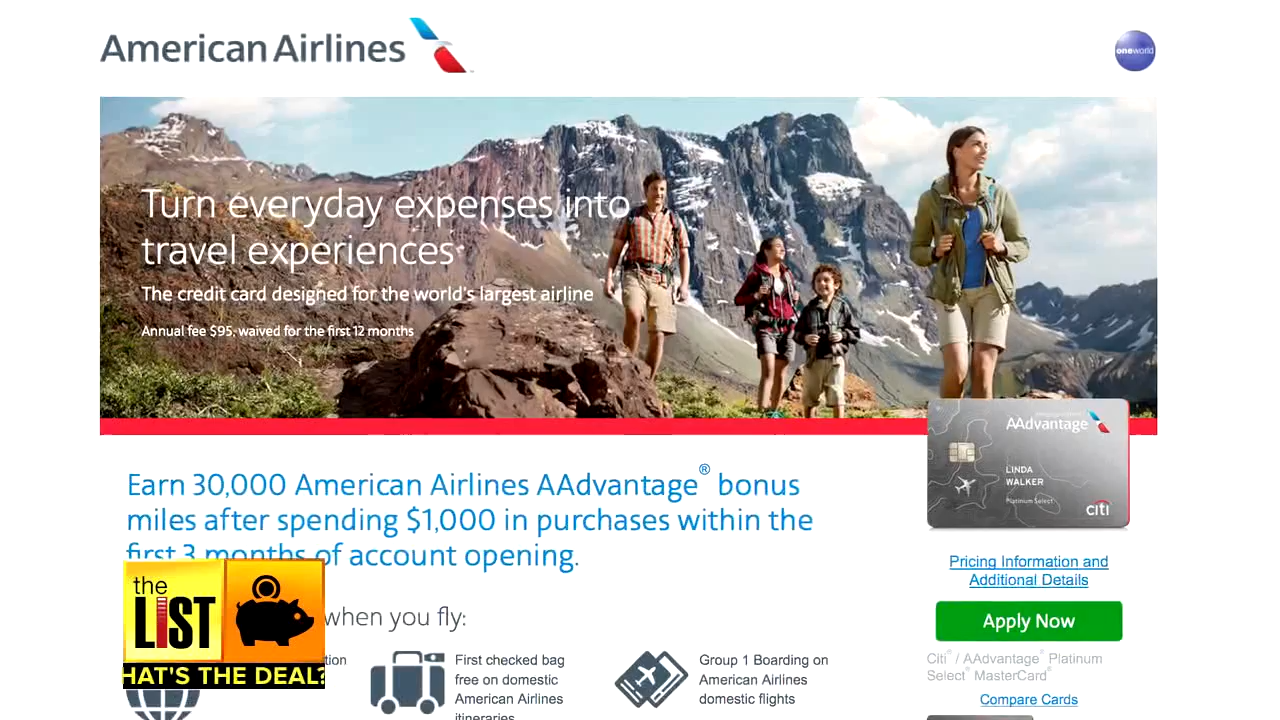 American Airlines
oneworld
Turn everyday expenses into
travel experiences
The credit card designed for the world's largest airline
Annual fee $95, waived for the first 12 months
AAdvantage
LINDA
WALKER
Platinum Select
citi
Earn 30,000 American Airlines AAdvantage® bonus
miles after spending $1,000 in purchases within the
first 3 months of account opening.
Pricing Information and
Additional Details
Apply Now
Citi® / AAdvantage® Platinum
Select® MasterCard®
Compare Cards
when you fly:
First checked bag
free on domestic
American Airlines
itineraries
Group 1 Boarding on
American Airlines
domestic flights
the
LIST
HAT'S THE DEAL?